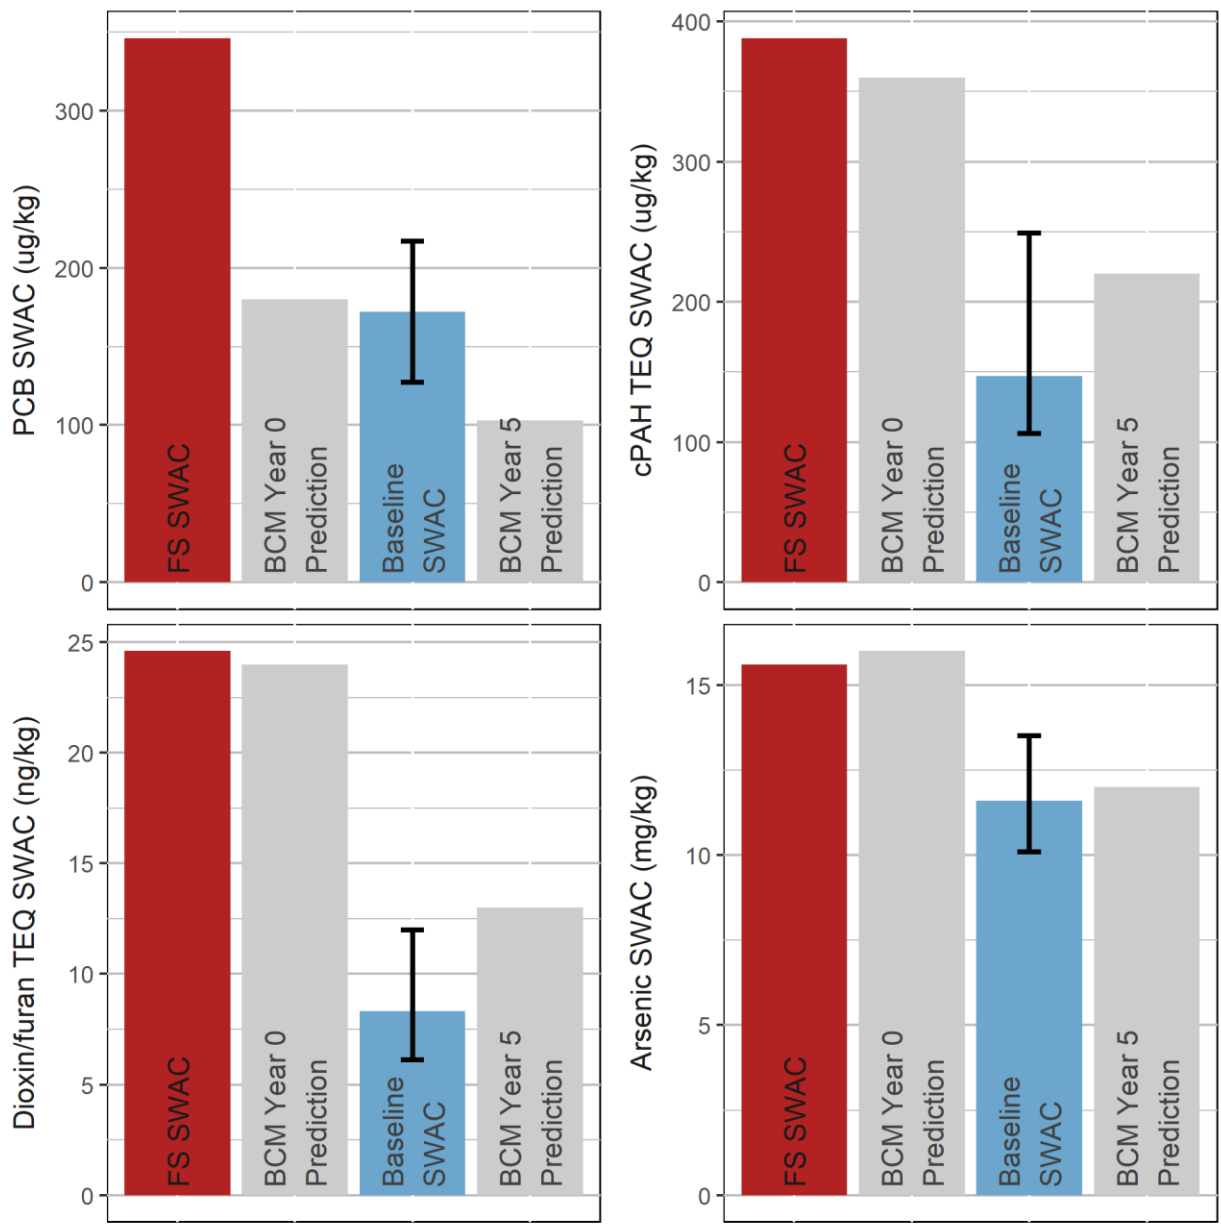 PCB SWAC (ug/kg)
300
200
100
0
FS SWAC
BCM Year 0
Prediction
Baseline
SWAC
BCM Year 5
Prediction
cPAH TEQ SWAC (ug/kg)
400
300
200
100
0
FS SWAC
BCM Year 0
Prediction
Baseline
SWAC
BCM Year 5
Prediction
Dioxin/furan TEQ SWAC (ng/kg)
25
20
15
10
5
0
FS SWAC
BCM Year 0
Prediction
Baseline
SWAC
BCM Year 5
Prediction
Arsenic SWAC (mg/kg)
15
10
5
0
FS SWAC
BCM Year 0
Prediction
Baseline
SWAC
BCM Year 5
Prediction